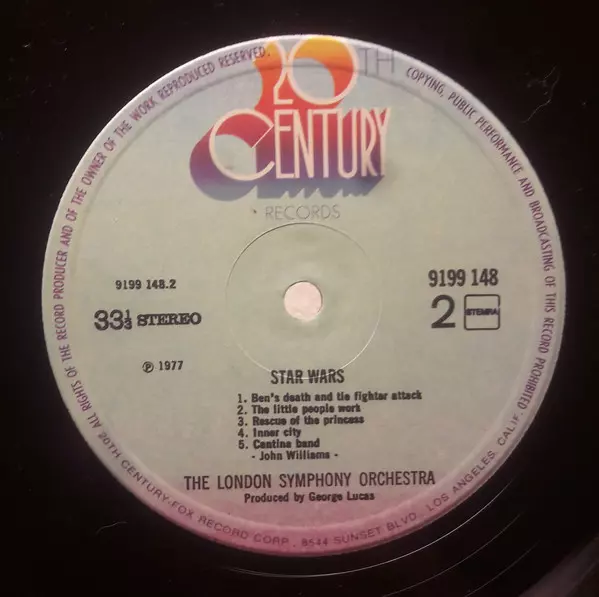 ALL RIGHTS OF THE RECORD PRODUCER AND OF THE OWNER OF THE WORK REPRODUCED RESERVED.
COPYING, PUBLIC PERFORMANCE AND BROADCASTING OF THIS RECORD PROHIBITED
20TH CENTURY-FOX RECORD CORP., 8544 SUNSET BLVD., LOS ANGELES, CALIF.
20TH
CENTURY
RECORDS
9199 148.2
9199 148
33⅓ STEREO
2
STEMRA
℗ 1977
STAR WARS
1. Ben's death and tie fighter attack
2. The little people work
3. Rescue of the princess
4. Inner city
5. Cantina band
- John Williams -
THE LONDON SYMPHONY ORCHESTRA
Produced by George Lucas